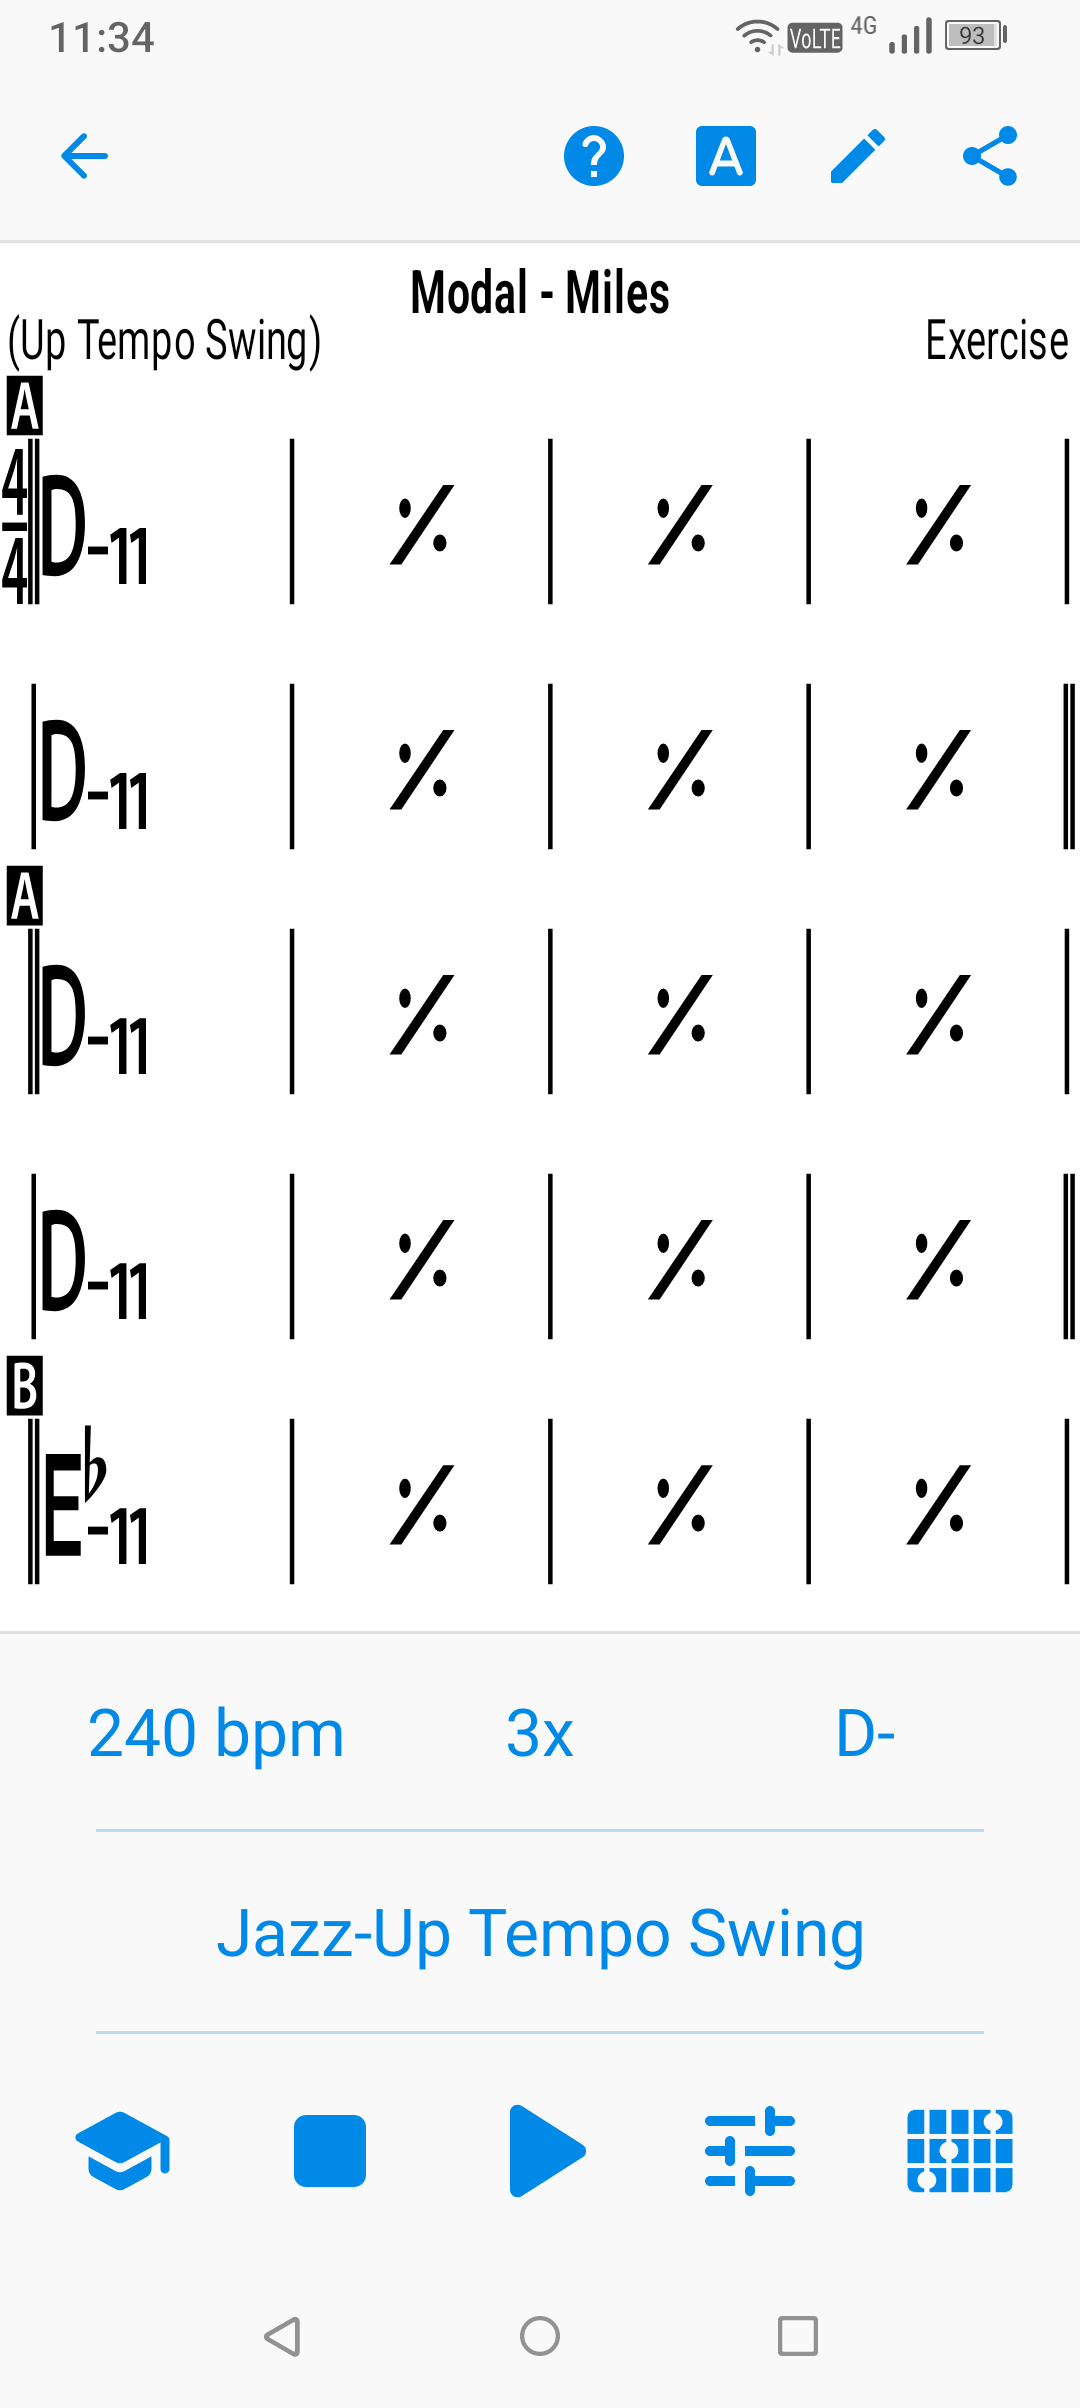 11:34 VoLTE 4G 93
A
Modal - Miles
(Up Tempo Swing) Exercise
A
4/4 D-11
D-11
A
D-11
D-11
B
E♭-11
240 bpm 3x D-
Jazz-Up Tempo Swing